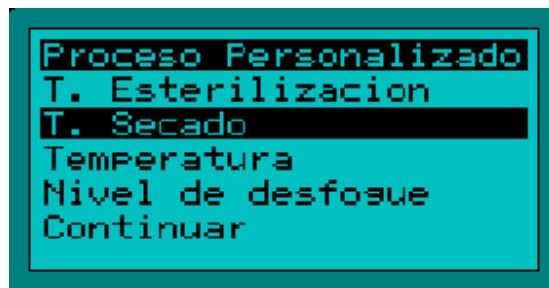 Proceso Personalizado
T. Esterilizacion
T. Secado
Temperatura
Nivel de desfogue
Continuar